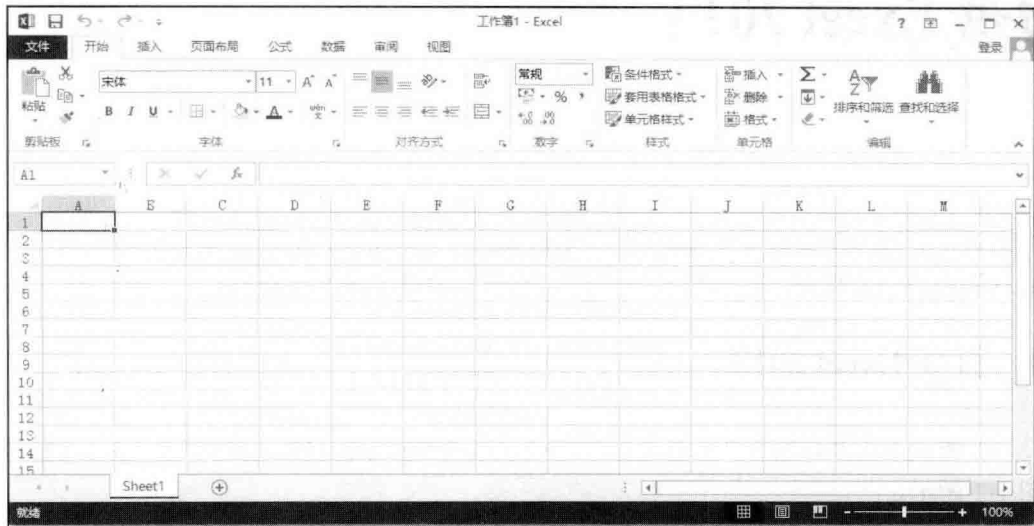 工作簿1 - Excel
?
文件 开始 插入 页面布局 公式 数据 审阅 视图 登录
宋体 11 A A 常规 条件格式 插入 Σ A Z
粘贴 B I U A wén 文 % , 套用表格格式 删除 排序和筛选 查找和选择
单元格样式 格式
剪贴板 字体 对齐方式 数字 样式 单元格 编辑
A1 fx
A B C D E F G H I J K L M
1
2
3
4
5
6
7
8
9
10
11
12
13
14
15
Sheet1
就绪 100%